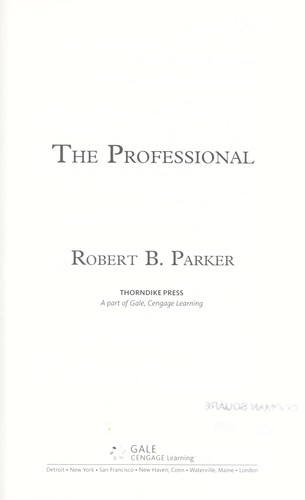 THE PROFESSIONAL
ROBERT B. PARKER
THORNDIKE PRESS
A part of Gale, Cengage Learning
GALE
CENGAGE Learning
Detroit • New York • San Francisco • New Haven, Conn • Waterville, Maine • London